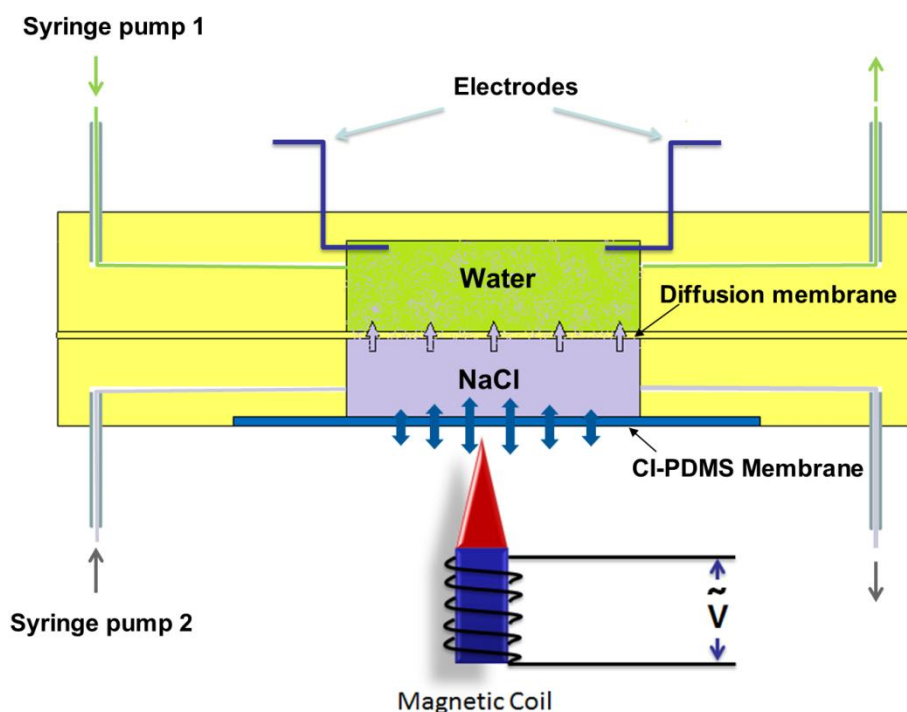 Syringe pump 1
Electrodes
Water
Diffusion membrane
NaCl
CI-PDMS Membrane
~
V
Syringe pump 2
Magnetic Coil